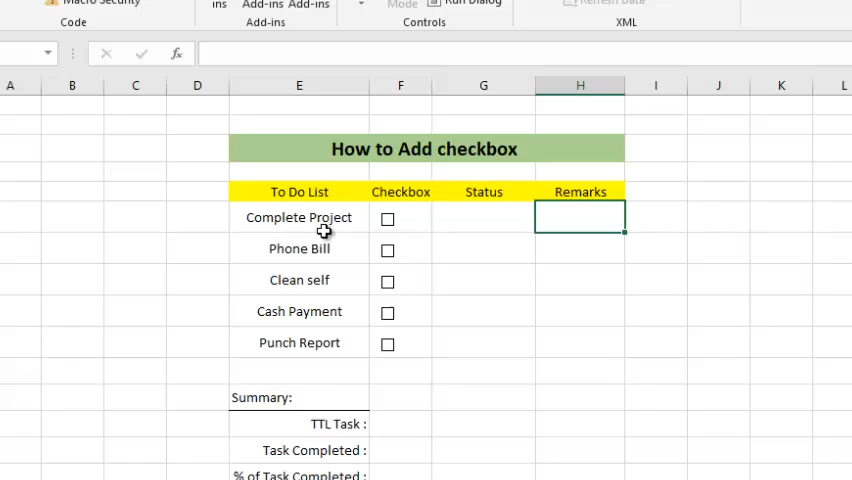 Macro Security
ins Add-ins Add-ins Mode Run Dialog Refresh Data
Code Add-ins Controls XML
fx
A B C D E F G H I J K L
How to Add checkbox
To Do List Checkbox Status Remarks
Complete Project
Phone Bill
Clean self
Cash Payment
Punch Report
Summary:
TTL Task :
Task Completed :
% of Task Completed :